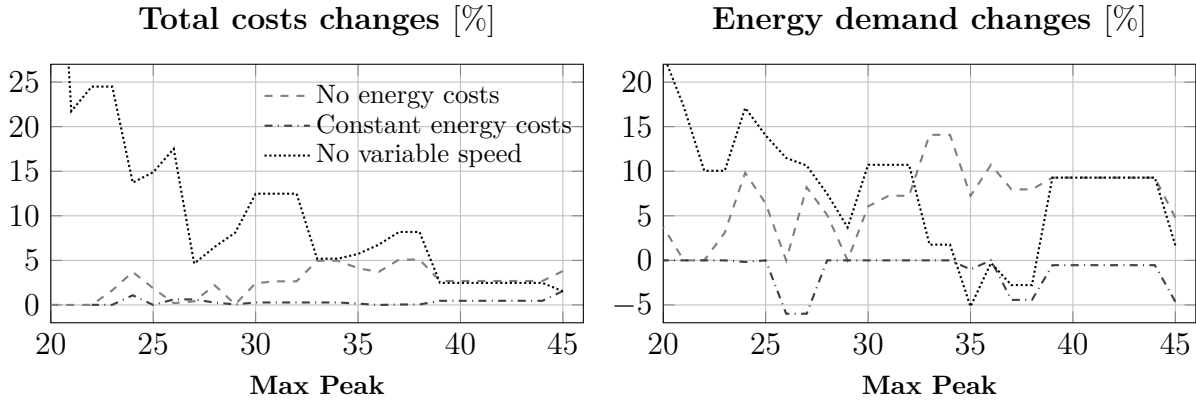 Total costs changes [%]
25
20
15
10
5
0
No energy costs
Constant energy costs
No variable speed
20 25 30 35 40 45
Max Peak
Energy demand changes [%]
20
15
10
5
0
−5
20 25 30 35 40 45
Max Peak